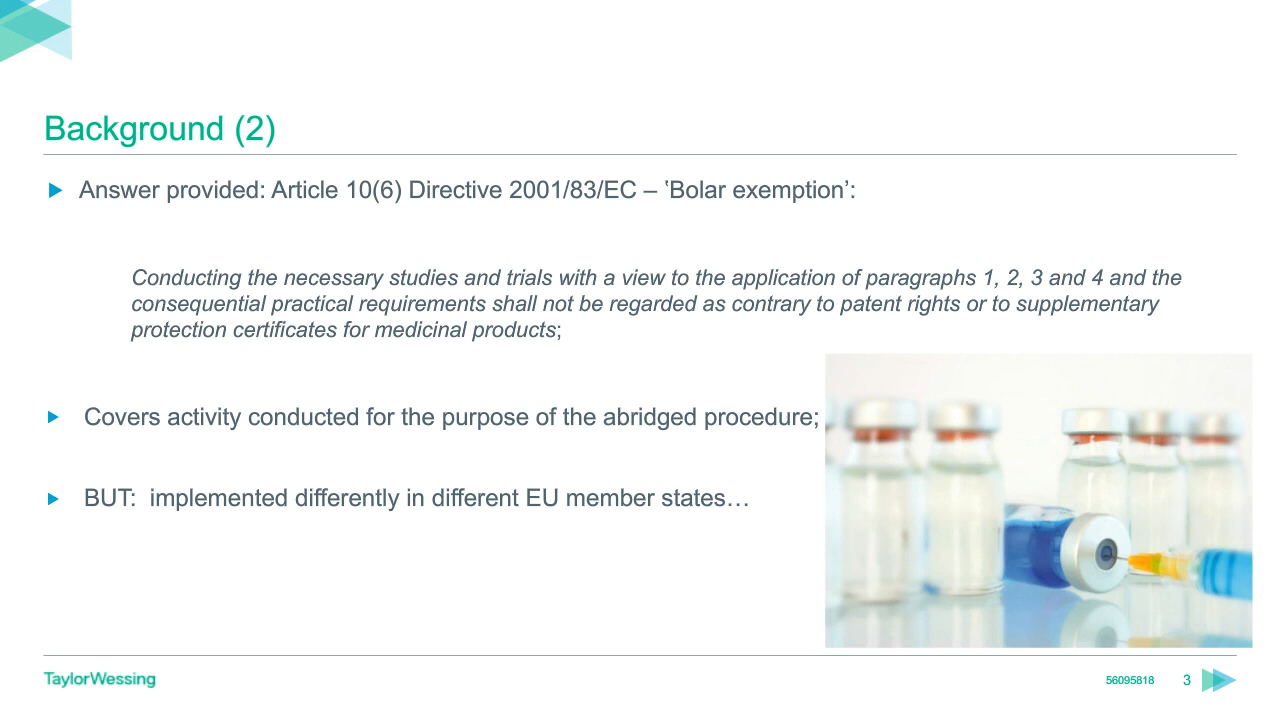 Background (2)
Answer provided: Article 10(6) Directive 2001/83/EC – ‛Bolar exemption’:
Conducting the necessary studies and trials with a view to the application of paragraphs 1, 2, 3 and 4 and the
consequential practical requirements shall not be regarded as contrary to patent rights or to supplementary
protection certificates for medicinal products;
Covers activity conducted for the purpose of the abridged procedure;
BUT:  implemented differently in different EU member states…
TaylorWessing
56095818
3